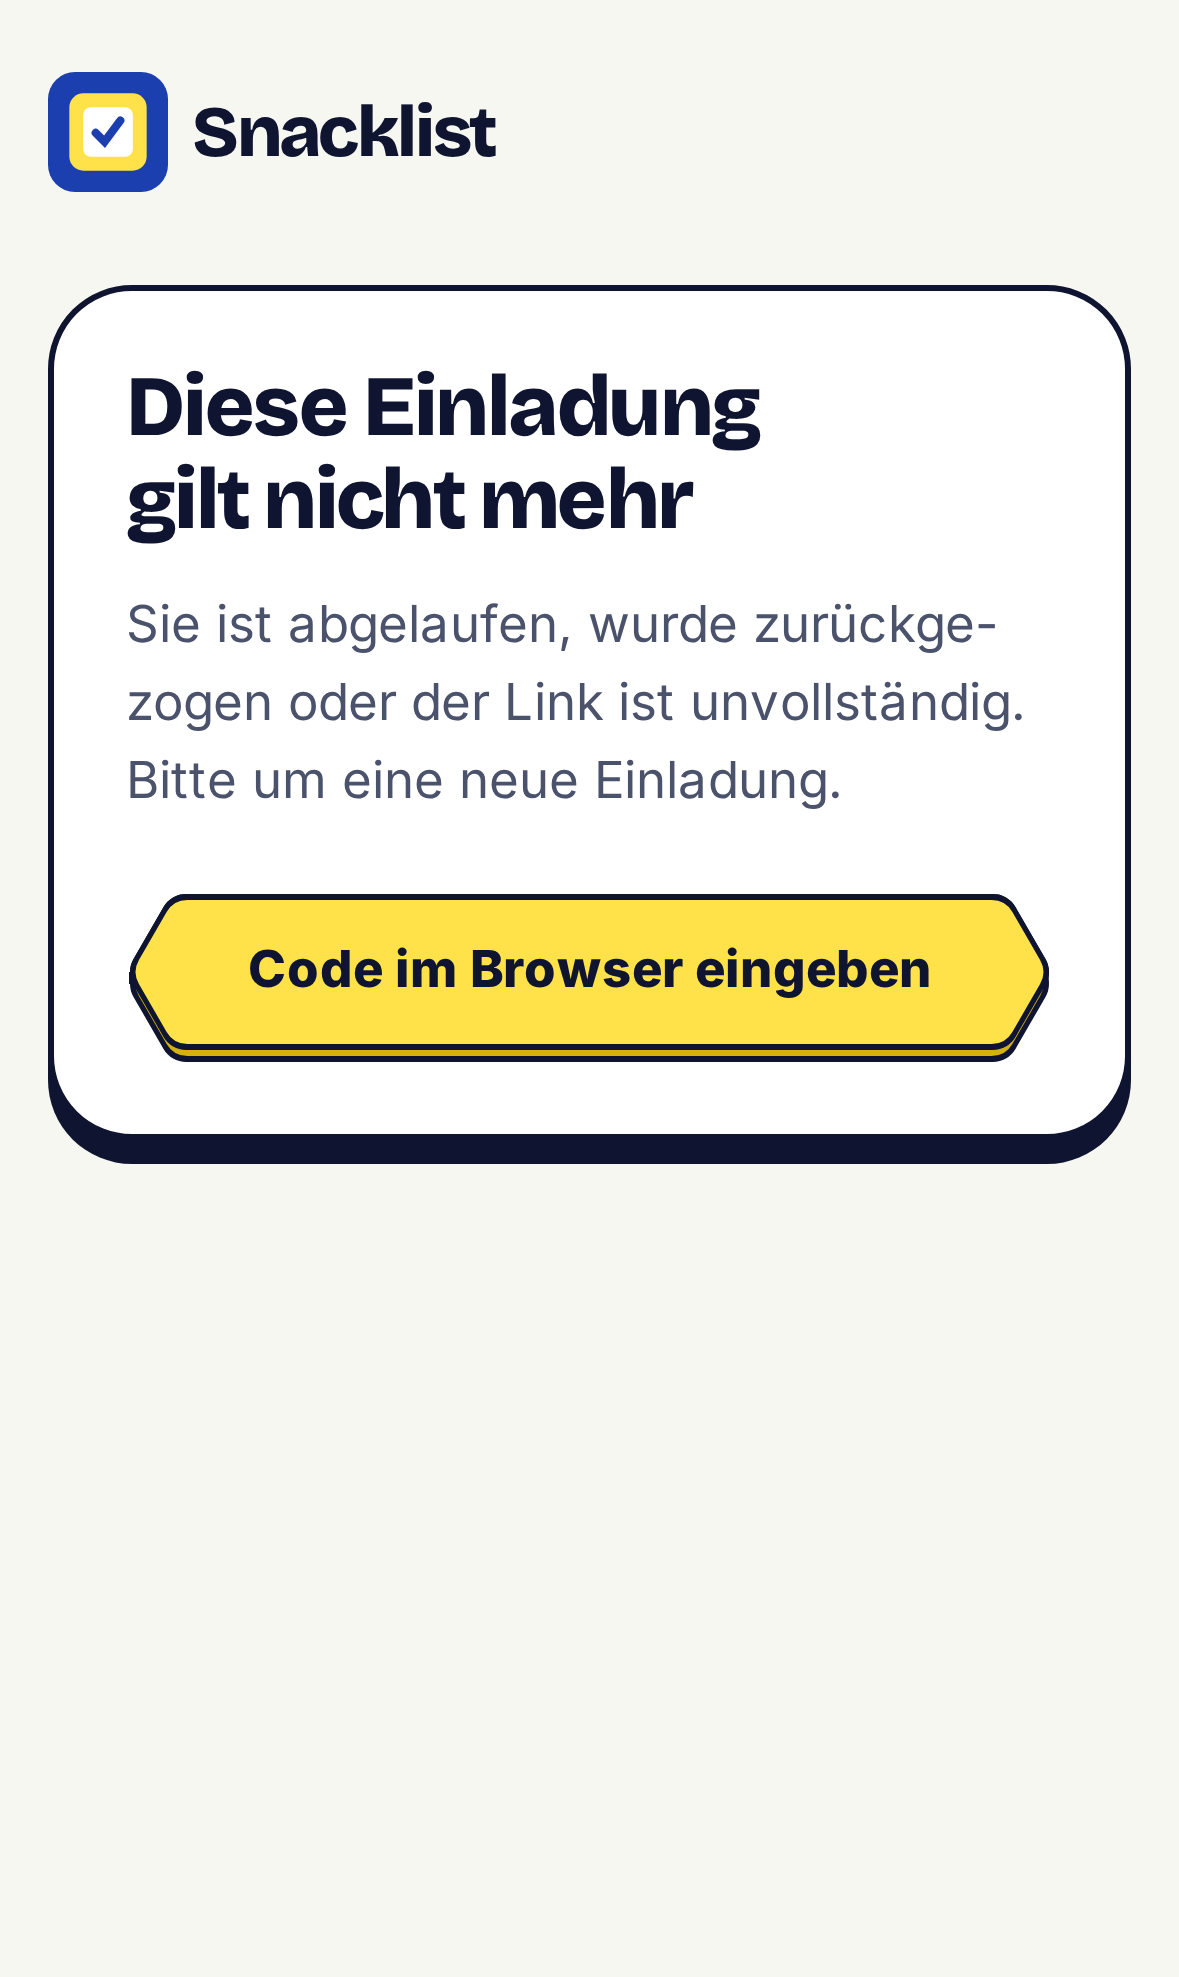 Snacklist
Diese Einladung
gilt nicht mehr
Sie ist abgelaufen, wurde zurückge-
zogen oder der Link ist unvollständig.
Bitte um eine neue Einladung.
Code im Browser eingeben